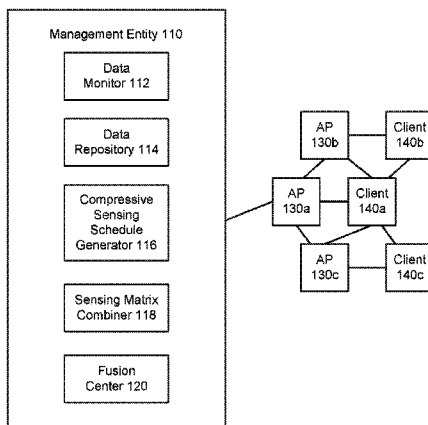 Management Entity 110
Data
Monitor 112
Data
Repository 114
Compressive
Sensing
Schedule
Generator 116
Sensing Matrix
Combiner 118
Fusion
Center 120
AP
130b
Client
140b
AP
130a
Client
140a
AP
130c
Client
140c